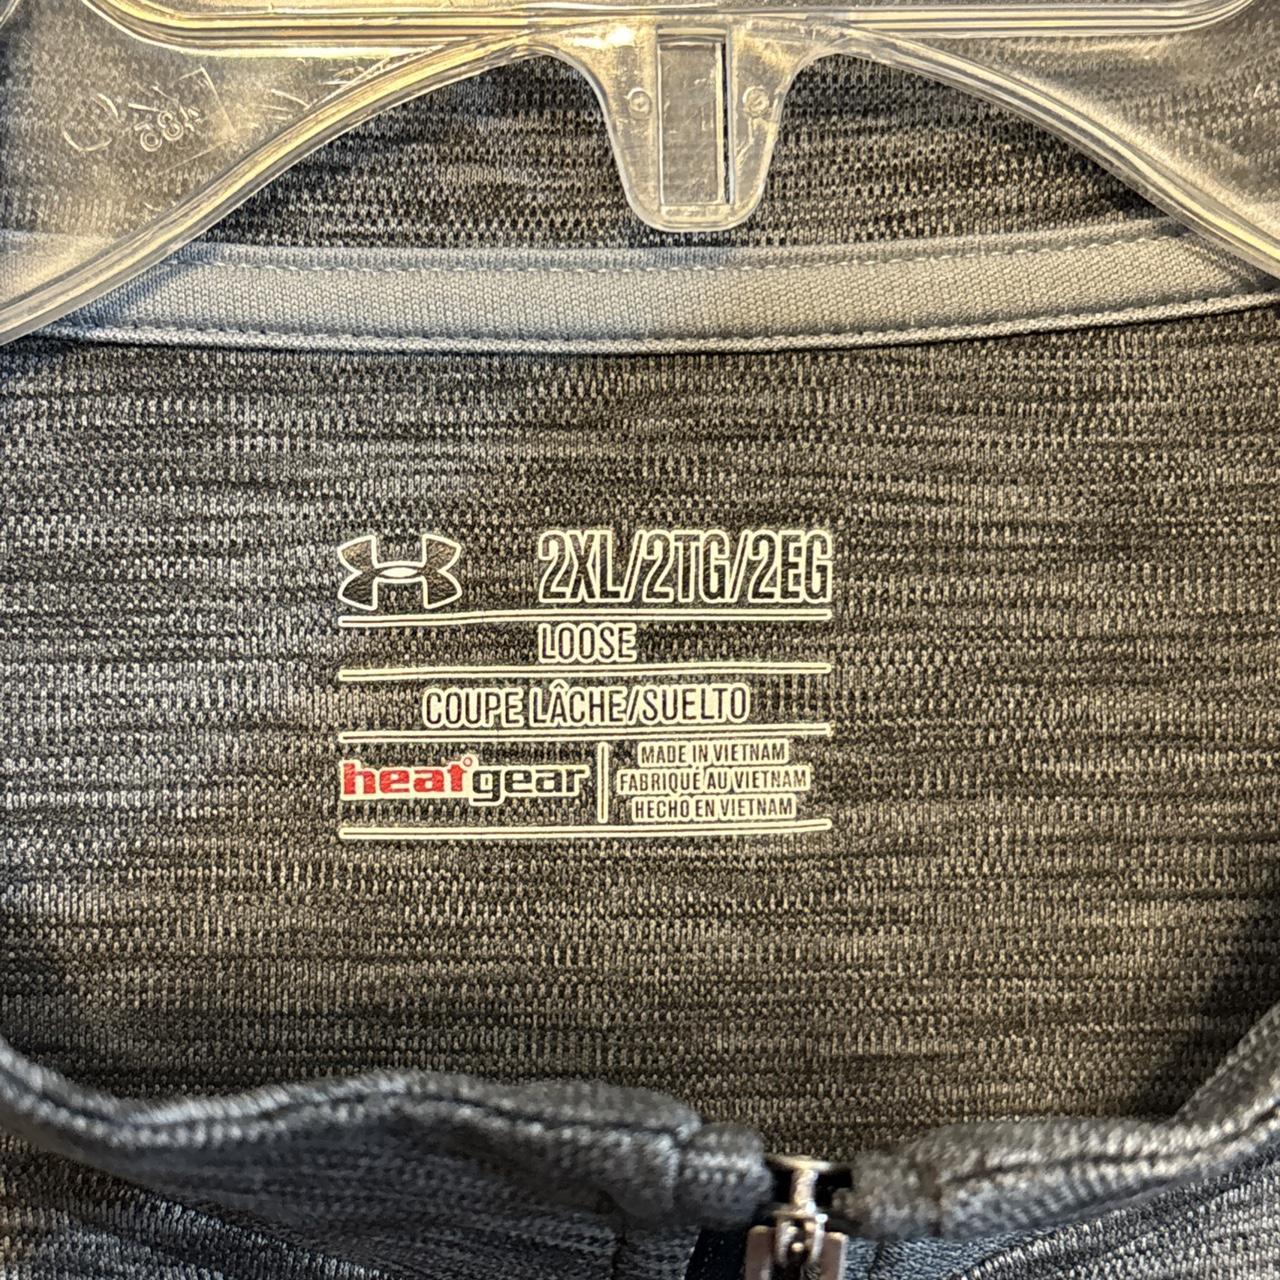 2XL/2TG/2EG
LOOSE
COUPE LÂCHE/SUELTO
heatgear
MADE IN VIETNAM
FABRIQUÉ AU VIETNAM
HECHO EN VIETNAM